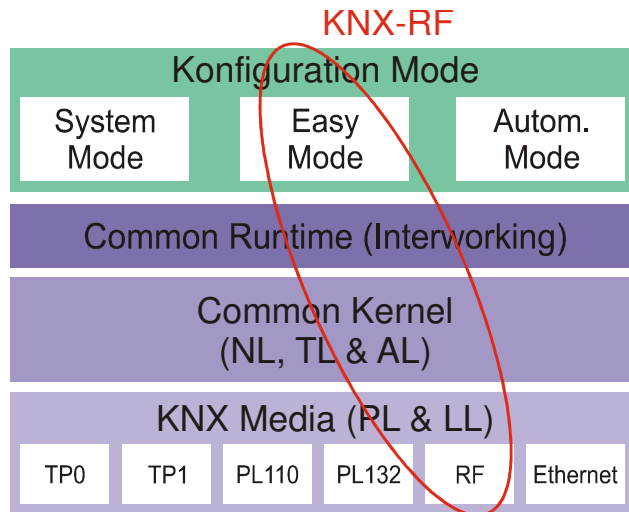 KNX-RF
Konfiguration Mode
System
Mode
Easy
Mode
Autom.
Mode
Common Runtime (Interworking)
Common Kernel
(NL, TL & AL)
KNX Media (PL & LL)
TP0 TP1 PL110 PL132 RF Ethernet